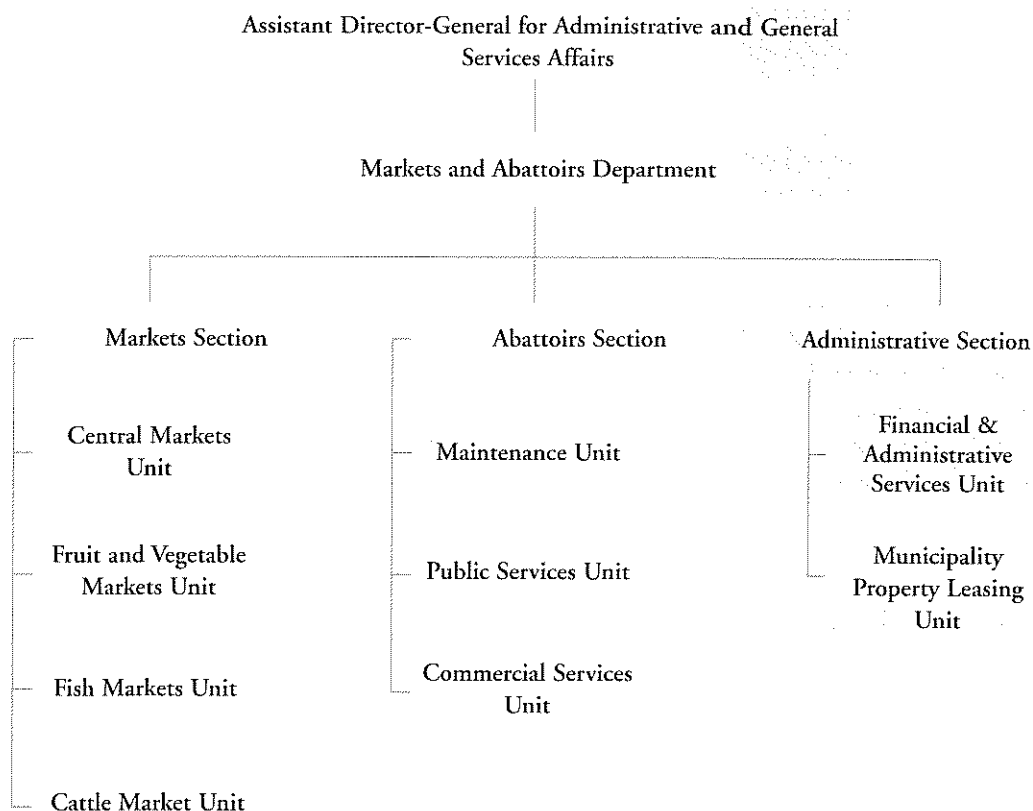 Assistant Director-General for Administrative and General
Services Affairs
Markets and Abattoirs Department
Markets Section
Abattoirs Section
Administrative Section
Central Markets
Unit
Fruit and Vegetable
Markets Unit
Fish Markets Unit
Cattle Market Unit
Maintenance Unit
Public Services Unit
Commercial Services
Unit
Financial &
Administrative
Services Unit
Municipality
Property Leasing
Unit